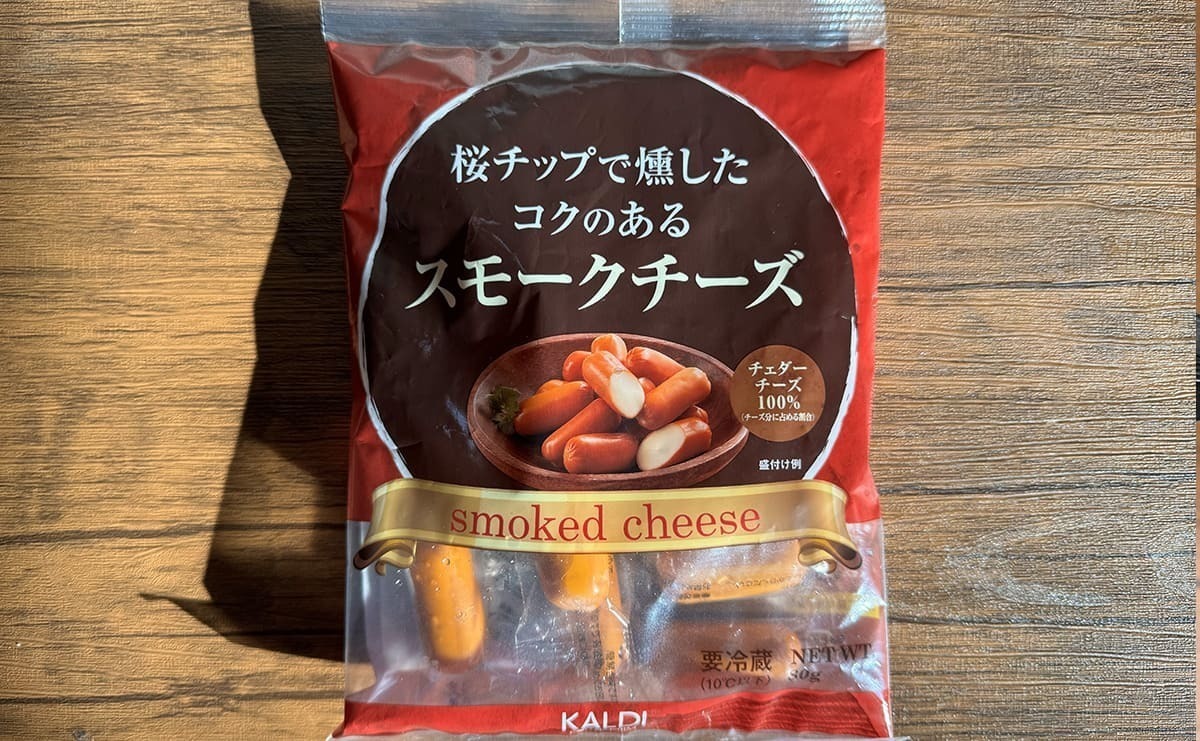 桜チップで燻した
コクのある
スモークチーズ
チェダー
チーズ
100%
(チーズ分に占める割合)
盛付け例
smoked cheese
要冷蔵
(10℃以下)
NET WT
80g
KALDI